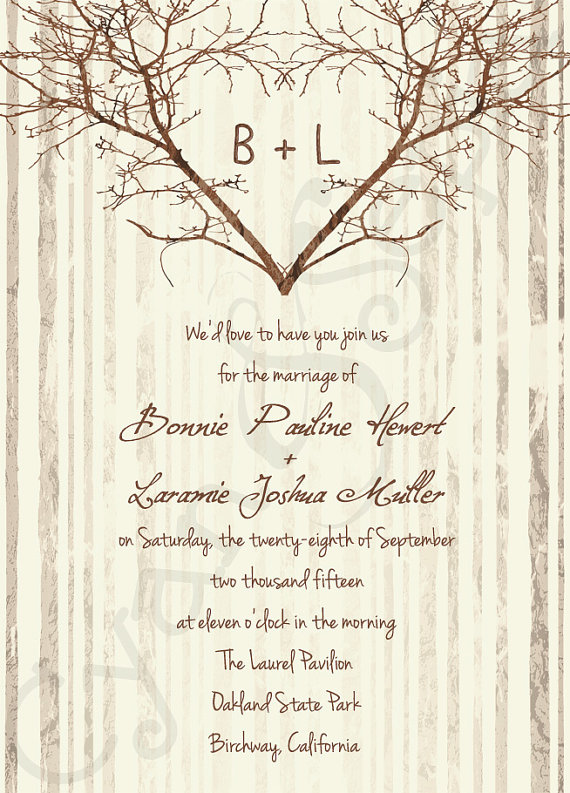 B + L
We'd love to have you join us
for the marriage of
Bonnie Pauline Hewert
+
Laramie Joshua Muller
on Saturday, the twenty-eighth of September
two thousand fifteen
at eleven o'clock in the morning
The Laurel Pavilion
Oakland State Park
Birchway, California